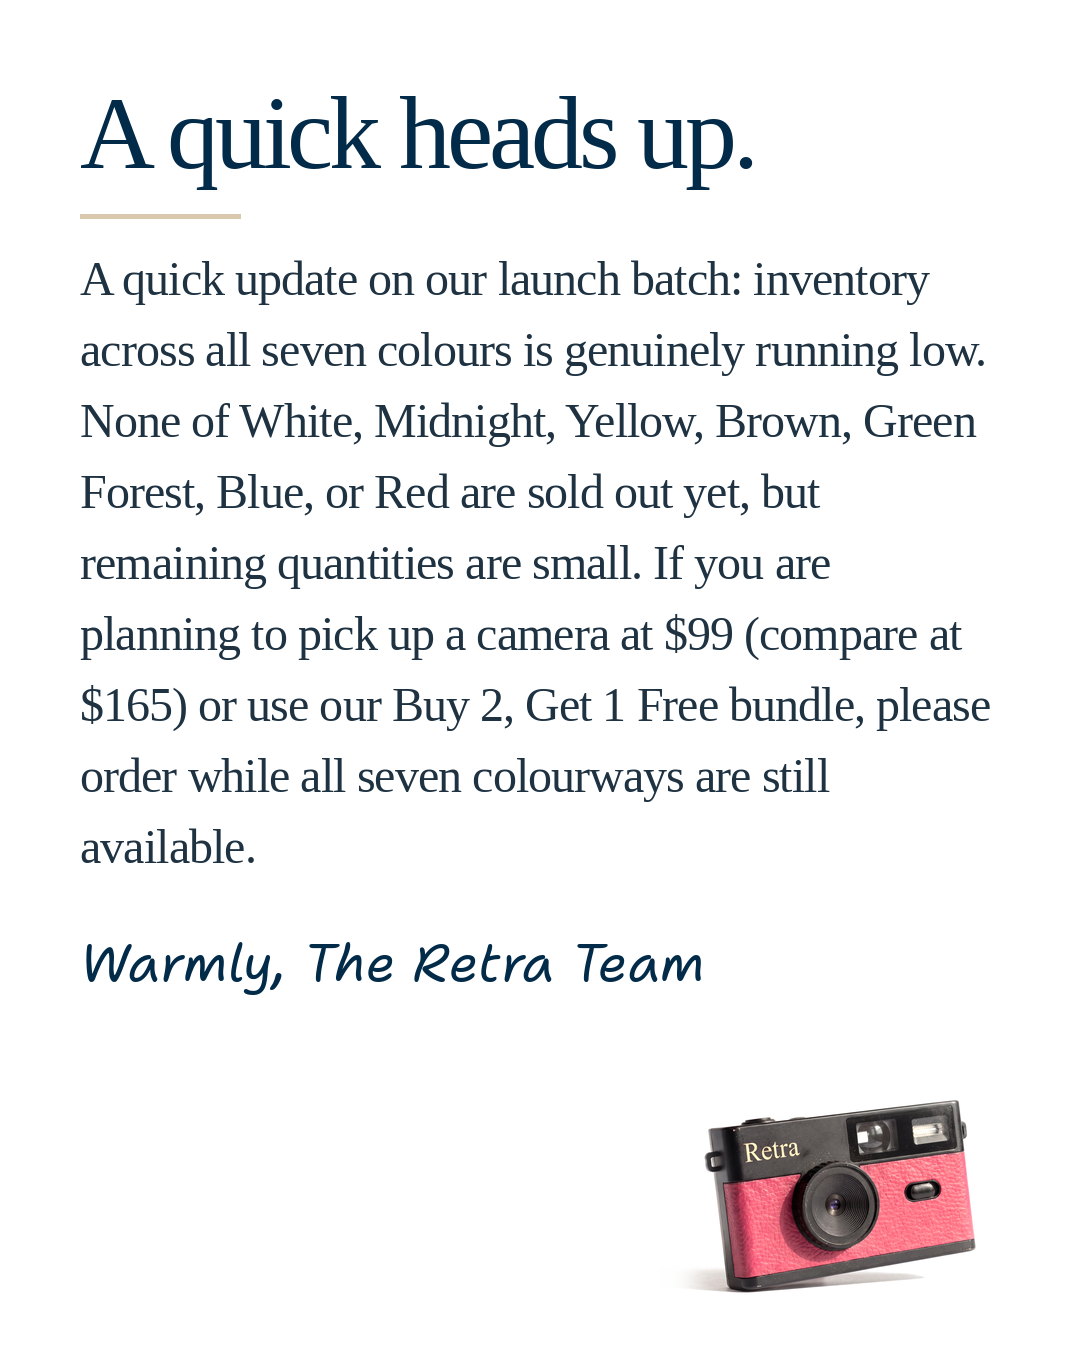 A quick heads up.
A quick update on our launch batch: inventory
across all seven colours is genuinely running low.
None of White, Midnight, Yellow, Brown, Green
Forest, Blue, or Red are sold out yet, but
remaining quantities are small. If you are
planning to pick up a camera at $99 (compare at
$165) or use our Buy 2, Get 1 Free bundle, please
order while all seven colourways are still
available.
Warmly, The Retra Team
Retra